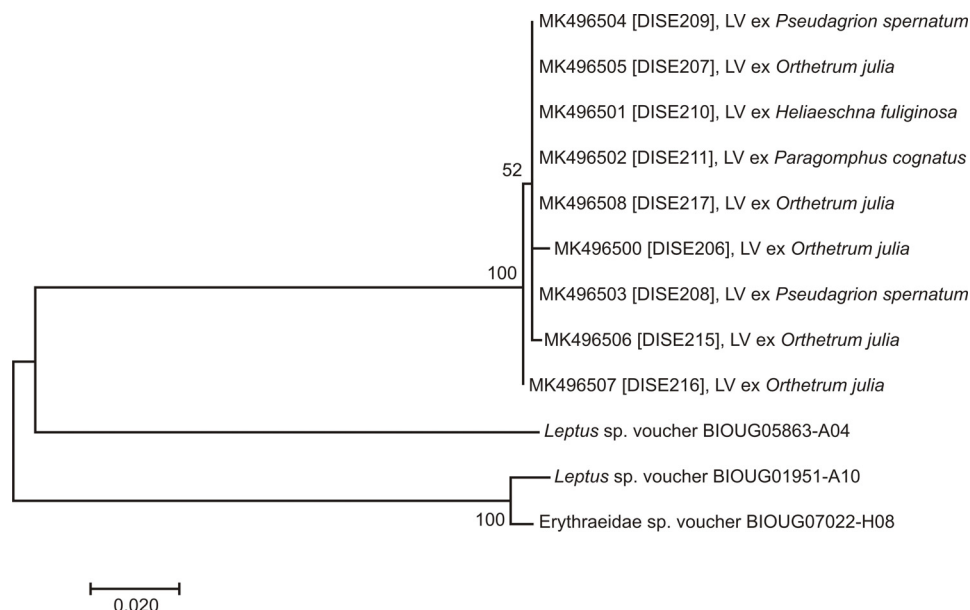 MK496504 [DISE209], LV ex Pseudagrion spernatum
MK496505 [DISE207], LV ex Orthetrum julia
MK496501 [DISE210], LV ex Heliaeschna fuliginosa
MK496502 [DISE211], LV ex Paragomphus cognatus
52
MK496508 [DISE217], LV ex Orthetrum julia
MK496500 [DISE206], LV ex Orthetrum julia
100
MK496503 [DISE208], LV ex Pseudagrion spernatum
MK496506 [DISE215], LV ex Orthetrum julia
MK496507 [DISE216], LV ex Orthetrum julia
Leptus sp. voucher BIOUG05863-A04
Leptus sp. voucher BIOUG01951-A10
100
Erythraeidae sp. voucher BIOUG07022-H08
0.020